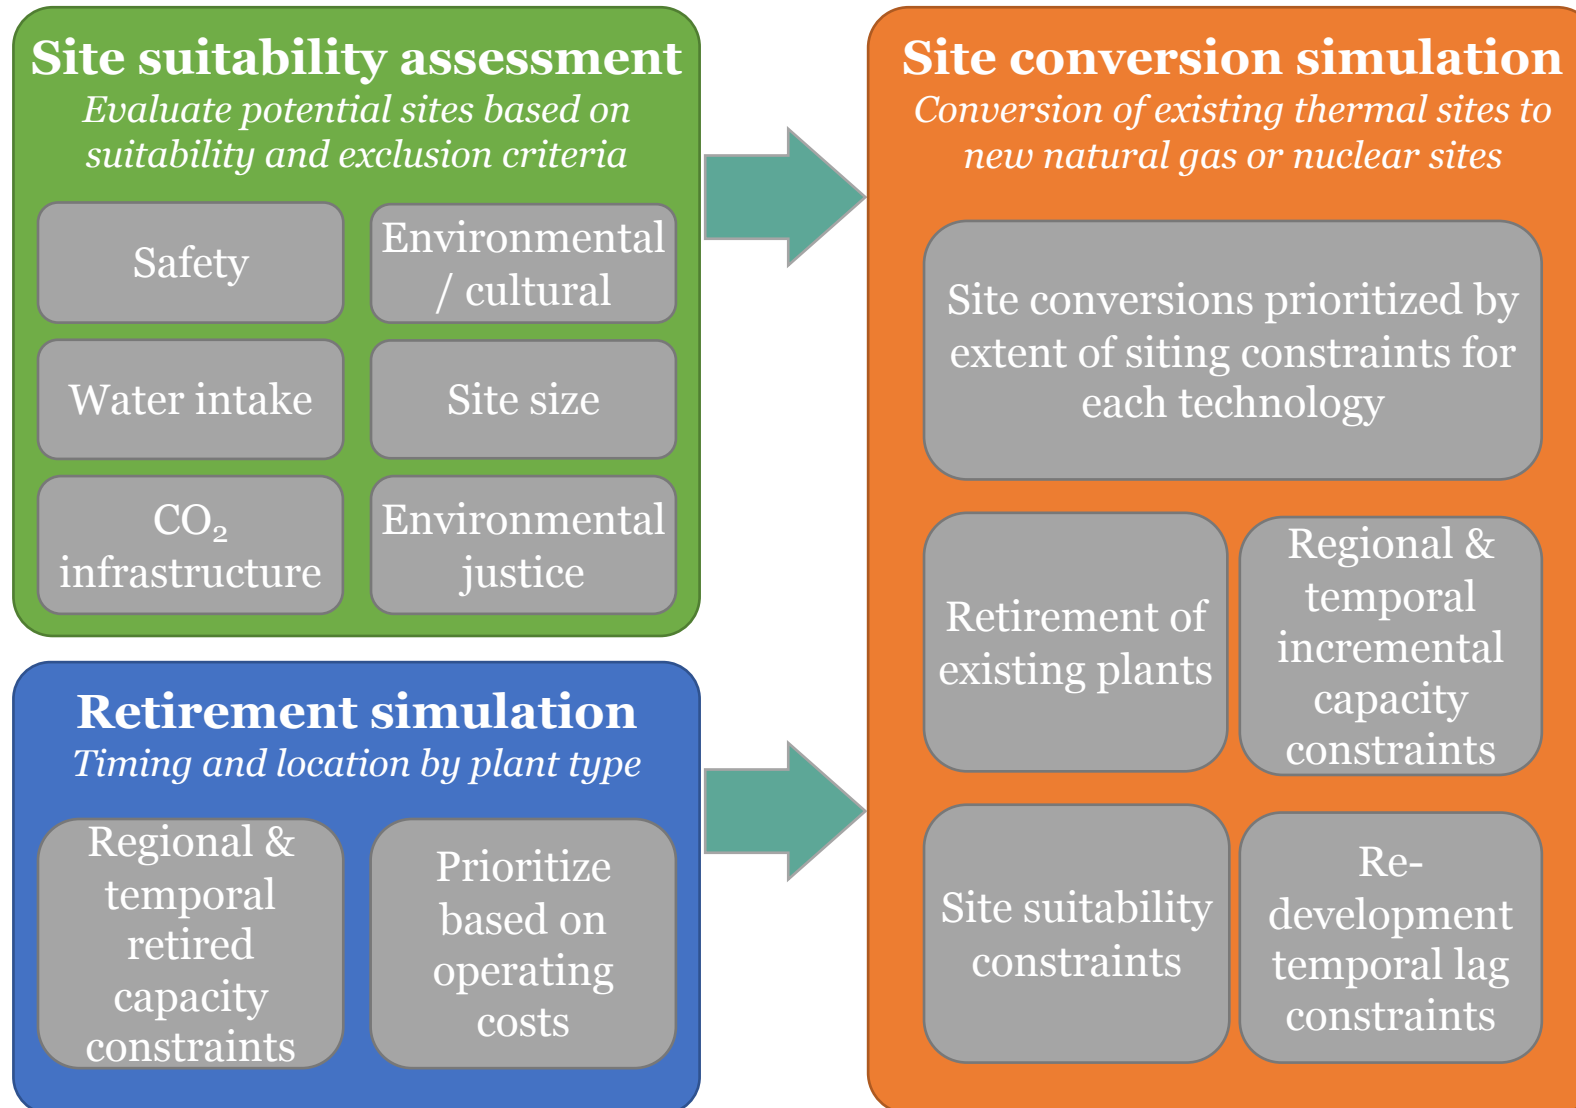 Site suitability assessment
Evaluate potential sites based on
suitability and exclusion criteria
Safety
Environmental
/ cultural
Water intake
Site size
CO₂
infrastructure
Environmental
justice
Retirement simulation
Timing and location by plant type
Regional &
temporal
retired
capacity
constraints
Prioritize
based on
operating
costs
Site conversion simulation
Conversion of existing thermal sites to
new natural gas or nuclear sites
Site conversions prioritized by
extent of siting constraints for
each technology
Retirement of
existing plants
Regional &
temporal
incremental
capacity
constraints
Site suitability
constraints
Re-
development
temporal lag
constraints